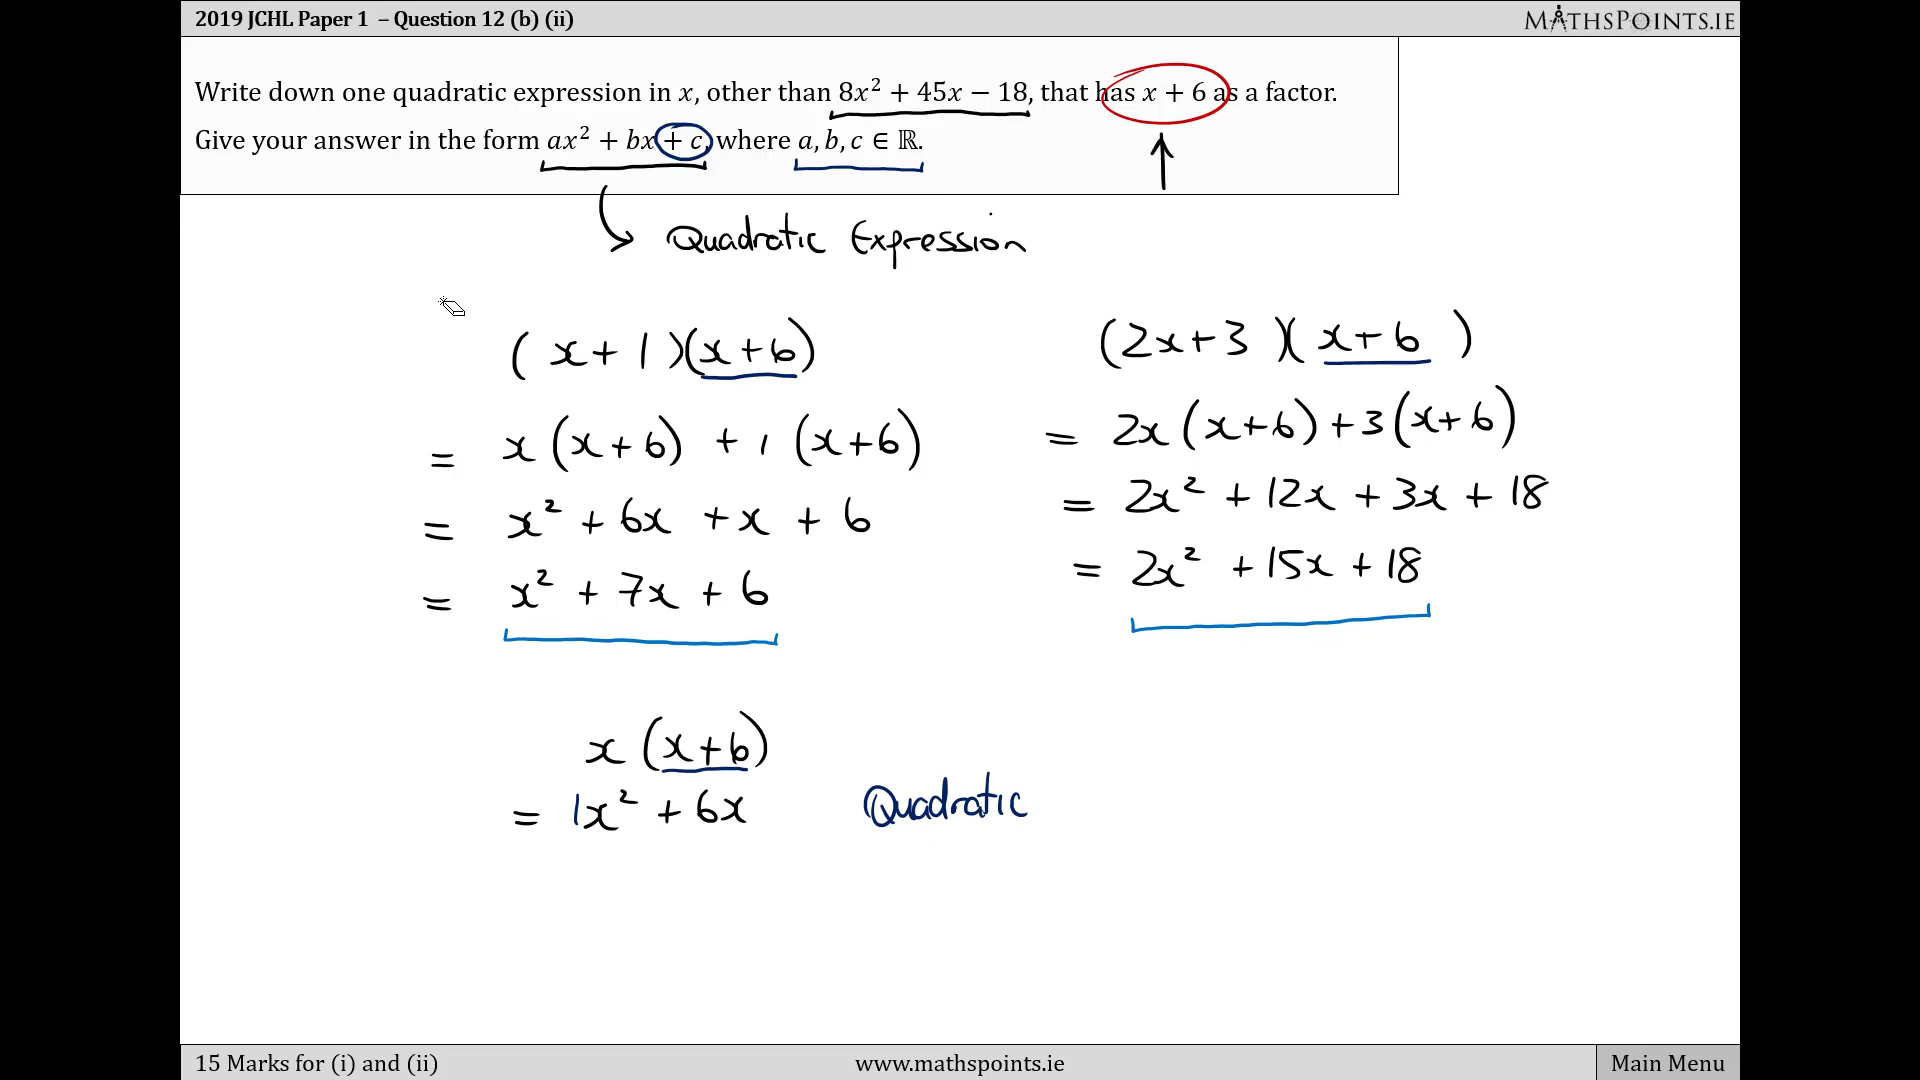 2019 JCHL Paper 1 – Question 12 (b) (ii)
MATHSPOINTS.IE
Write down one quadratic expression in x, other than 8x² + 45x − 18, that has x + 6 as a factor.
Give your answer in the form ax² + bx + c, where a, b, c ∈ ℝ.
Quadratic Expression
(x+1)(x+6)
= x(x+6) + 1(x+6)
= x² + 6x + x + 6
= x² + 7x + 6
(2x+3)(x+6)
= 2x(x+6)+3(x+6)
= 2x² + 12x + 3x + 18
= 2x² + 15x + 18
x(x+6)
= 1x² + 6x
Quadratic
15 Marks for (i) and (ii)
www.mathspoints.ie
Main Menu